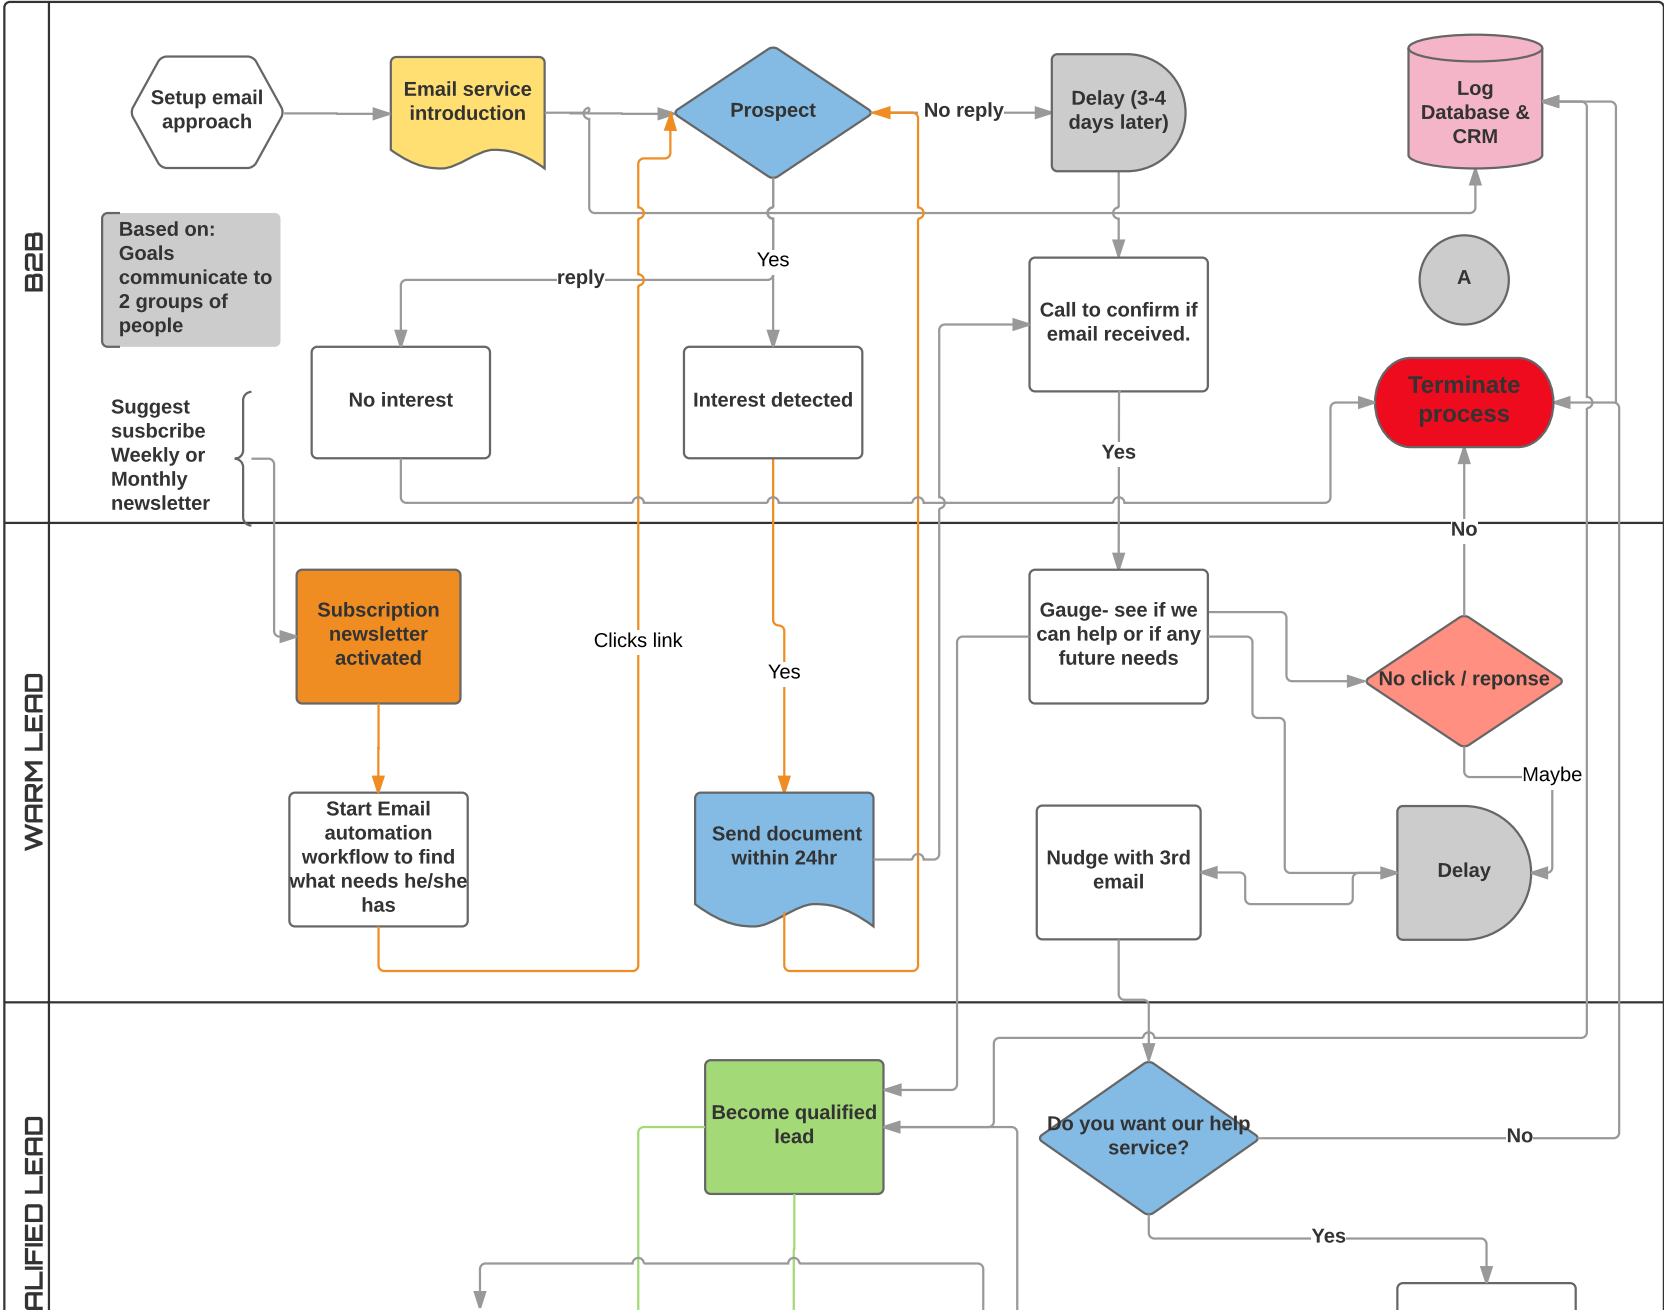 B2B
Setup email
approach
Email service
introduction
Prospect
No reply
Delay (3-4
days later)
Log
Database &
CRM
Based on:
Goals
communicate to
2 groups of
people
Yes
reply
Call to confirm if
email received.
A
No interest
Interest detected
Terminate
process
Suggest
susbcribe
Weekly or
Monthly
newsletter
Yes
No
WARM LEAD
Subscription
newsletter
activated
Clicks link
Yes
Gauge- see if we
can help or if any
future needs
No click / reponse
Maybe
Start Email
automation
workflow to find
what needs he/she
has
Send document
within 24hr
Nudge with 3rd
email
Delay
ALIFIED LEAD
Become qualified
lead
Do you want our help
service?
No
Yes